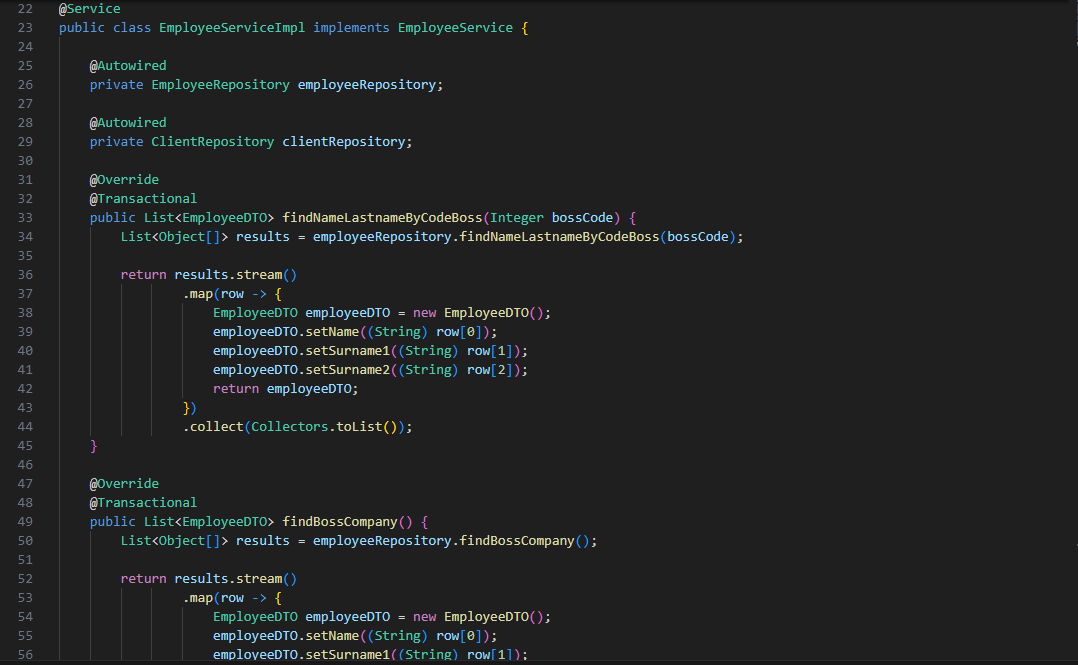 22 @Service
23 public class EmployeeServiceImpl implements EmployeeService {
24
25 @Autowired
26 private EmployeeRepository employeeRepository;
27
28 @Autowired
29 private ClientRepository clientRepository;
30
31 @Override
32 @Transactional
33 public List<EmployeeDTO> findNameLastnameByCodeBoss(Integer bossCode) {
34 List<Object[]> results = employeeRepository.findNameLastnameByCodeBoss(bossCode);
35
36 return results.stream()
37 .map(row -> {
38 EmployeeDTO employeeDTO = new EmployeeDTO();
39 employeeDTO.setName((String) row[0]);
40 employeeDTO.setSurname1((String) row[1]);
41 employeeDTO.setSurname2((String) row[2]);
42 return employeeDTO;
43 })
44 .collect(Collectors.toList());
45 }
46
47 @Override
48 @Transactional
49 public List<EmployeeDTO> findBossCompany() {
50 List<Object[]> results = employeeRepository.findBossCompany();
51
52 return results.stream()
53 .map(row -> {
54 EmployeeDTO employeeDTO = new EmployeeDTO();
55 employeeDTO.setName((String) row[0]);
56 employeeDTO.setSurname1((String) row[1]);